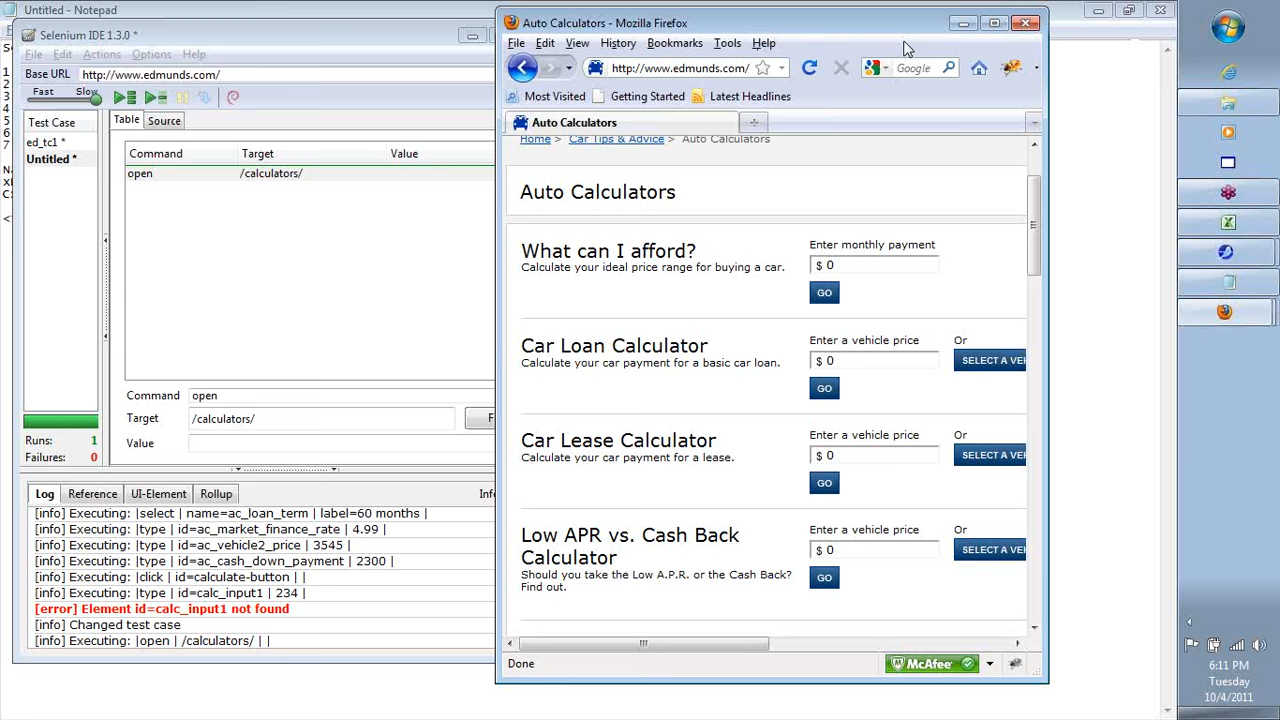 Untitled - Notepad
Selenium IDE 1.3.0 *
File Edit Actions Options
Base URL http://www.edmunds.com/
Fast Slow
Table Source
Test Case
ed_tc1 *
Untitled *
Command Target Value
open /calculators/
Command open
Target /calculators/
Value
Runs: 1
Failures: 0
Log Reference UI-Element Rollup
[info] Executing: |select | name=ac_loan_term | label=60 months |
[info] Executing: |type | id=ac_market_finance_rate | 4.99 |
[info] Executing: |type | id=ac_vehicle2_price | 3545 |
[info] Executing: |type | id=ac_cash_down_payment | 2300 |
[info] Executing: |click | id=calculate-button | |
[info] Executing: |type | id=calc_input1 | 234 |
[error] Element id=calc_input1 not found
[info] Changed test case
[info] Executing: |open | /calculators/ | |
Auto Calculators - Mozilla Firefox
File Edit View History Bookmarks Tools Help
http://www.edmunds.com/
Google
Most Visited Getting Started Latest Headlines
Auto Calculators
Home > Car Tips & Advice > Auto Calculators
Auto Calculators
What can I afford?
Calculate your ideal price range for buying a car.
Enter monthly payment
$ 0
GO
Car Loan Calculator
Calculate your car payment for a basic car loan.
Enter a vehicle price Or
$ 0 SELECT A VEH
GO
Car Lease Calculator
Calculate your car payment for a lease.
Enter a vehicle price Or
$ 0 SELECT A VEH
GO
Low APR vs. Cash Back
Calculator
Should you take the Low A.P.R. or the Cash Back?
Find out.
Enter a vehicle price Or
$ 0 SELECT A VEH
GO
Done
McAfee
6:11 PM
Tuesday
10/4/2011